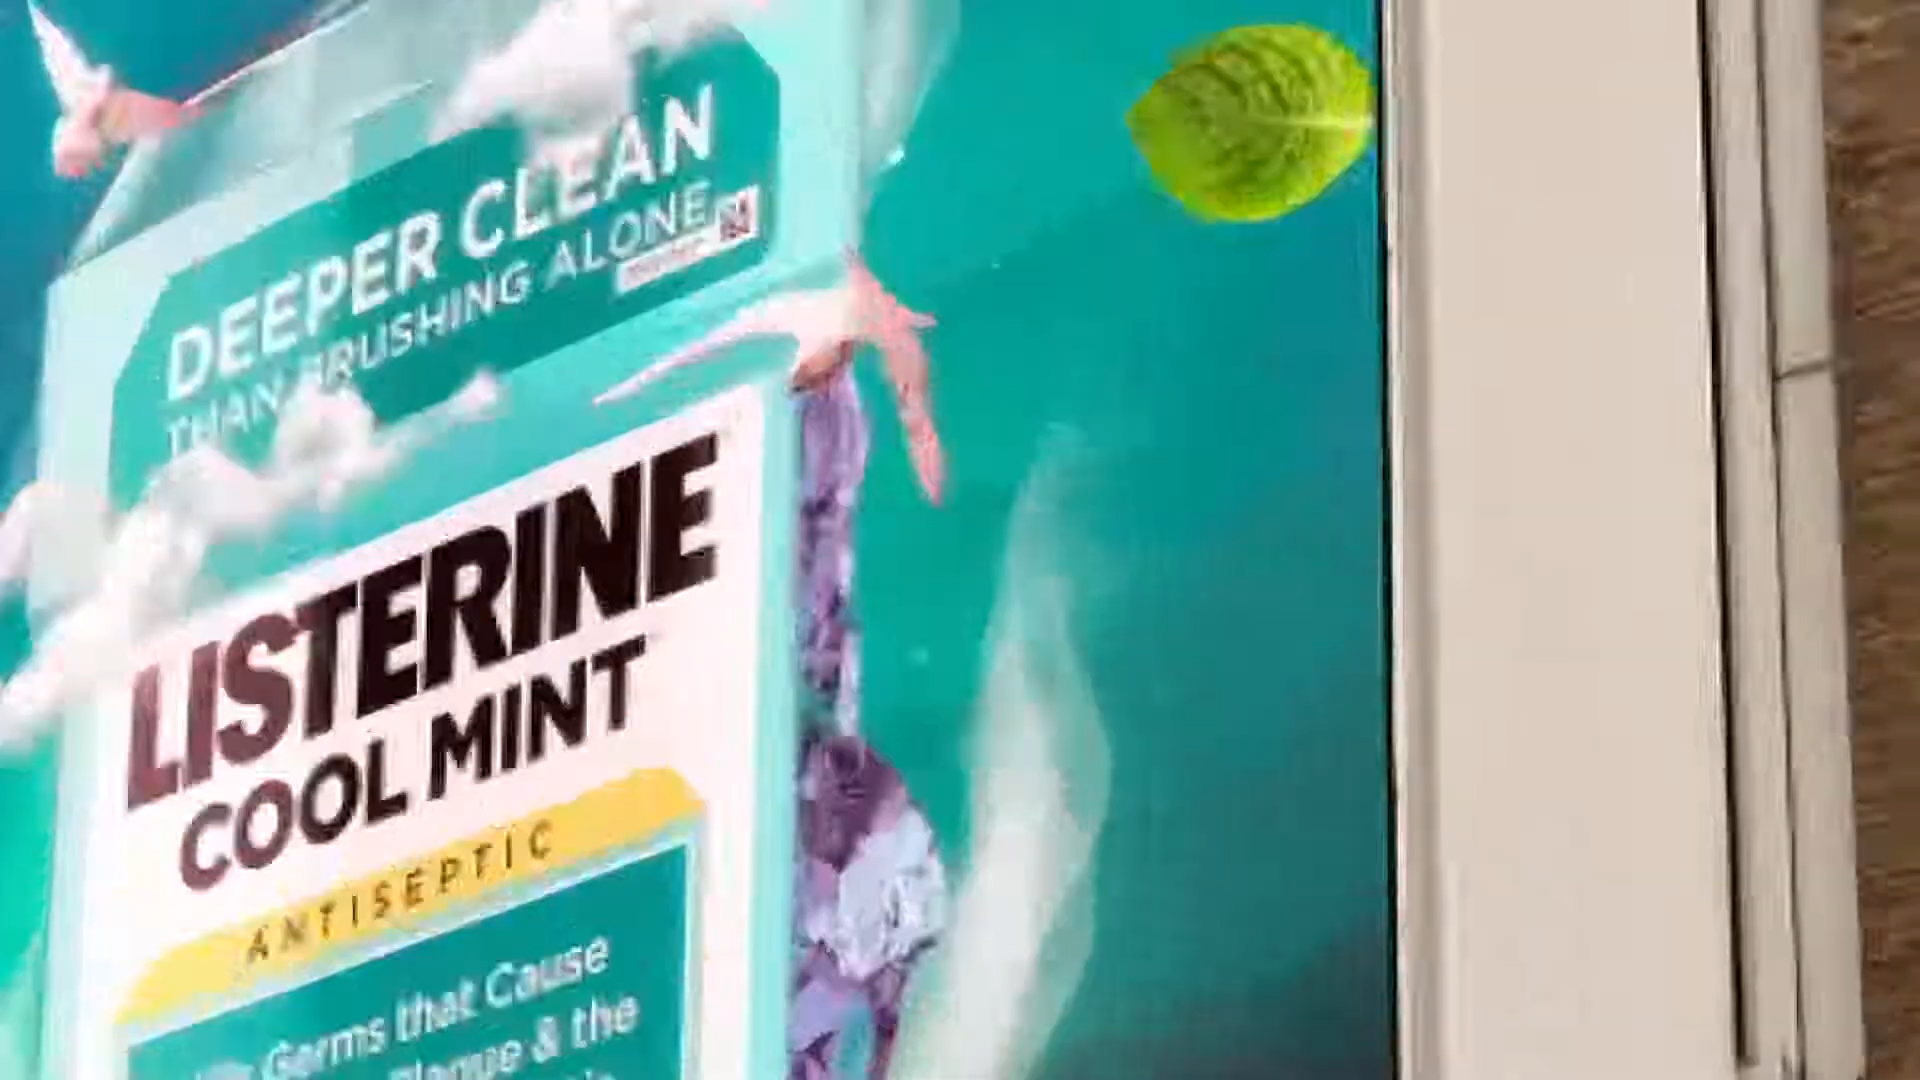 DEEPER CLEAN
THAN BRUSHING ALONE
LISTERINE
COOL MINT
ANTISEPTIC
Germs that Cause
Plaque & the